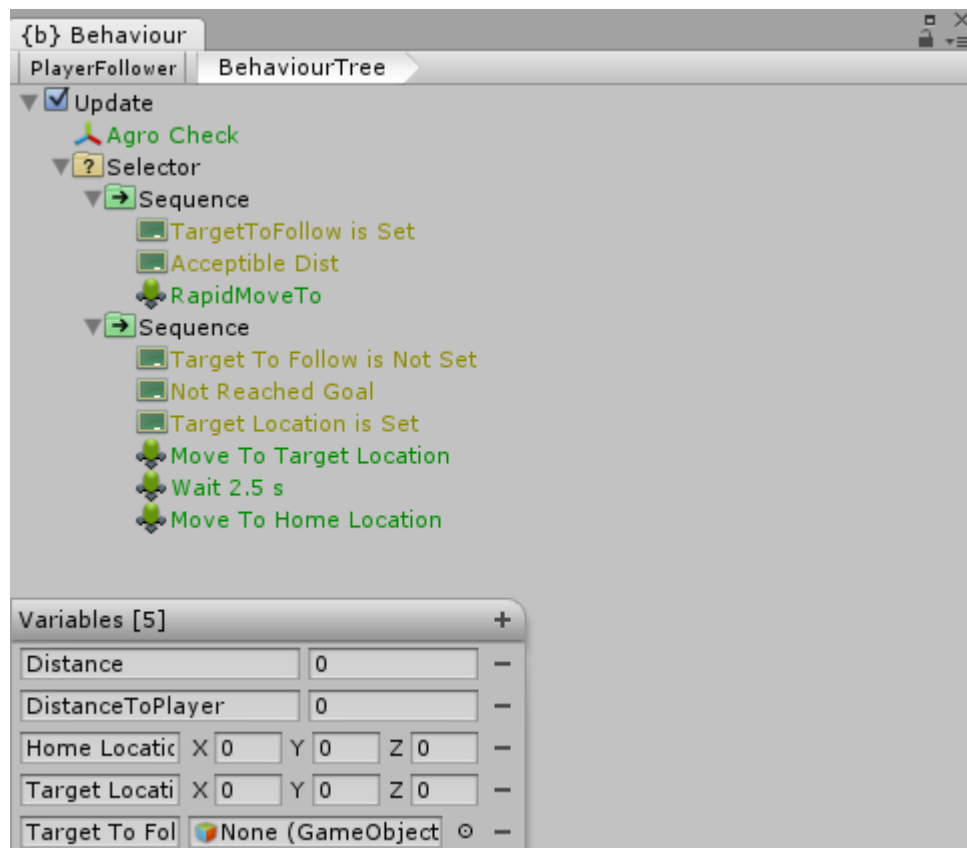 {b} Behaviour
PlayerFollower BehaviourTree
Update
Agro Check
? Selector
Sequence
TargetToFollow is Set
Acceptible Dist
RapidMoveTo
Sequence
Target To Follow is Not Set
Not Reached Goal
Target Location is Set
Move To Target Location
Wait 2.5 s
Move To Home Location
Variables [5] +
Distance 0 −
DistanceToPlayer 0 −
Home Locatic X 0 Y 0 Z 0 −
Target Locati X 0 Y 0 Z 0 −
Target To Fol None (GameObject −